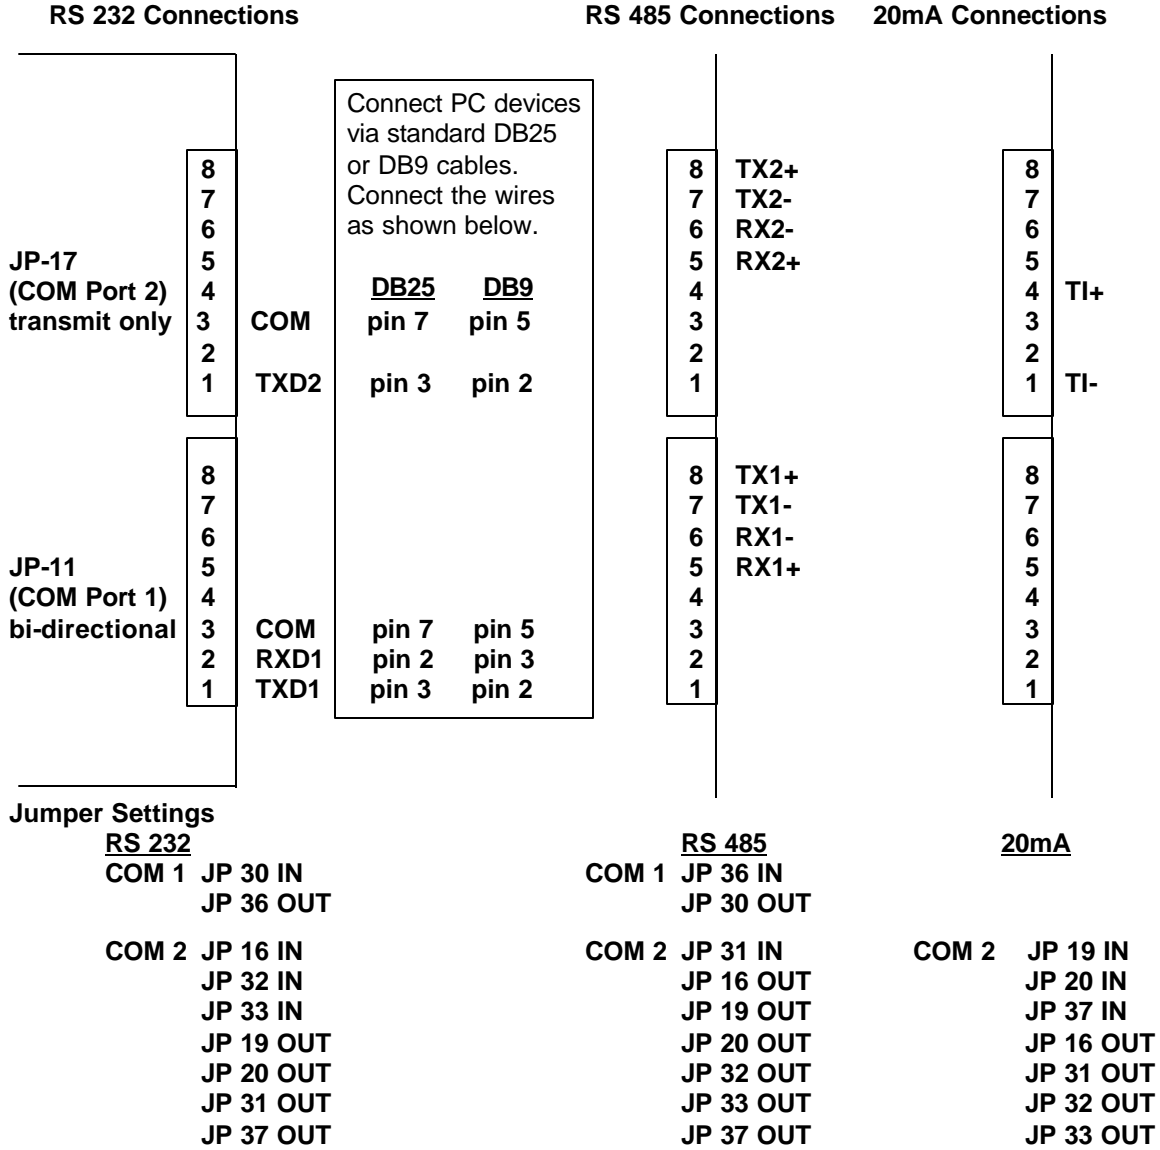 RS 232 Connections RS 485 Connections 20mA Connections
Connect PC devices
via standard DB25
or DB9 cables.
Connect the wires
as shown below.
8 8 TX2+ 8
7 7 TX2- 7
6 6 RX2- 6
JP-17 5 5 RX2+ 5
(COM Port 2) 4 DB25 DB9 4 4 TI+
transmit only 3 COM pin 7 pin 5 3 3
2 2 2
1 TXD2 pin 3 pin 2 1 1 TI-
8 8 TX1+ 8
7 7 TX1- 7
6 6 RX1- 6
JP-11 5 5 RX1+ 5
(COM Port 1) 4 4 4
bi-directional 3 COM pin 7 pin 5 3 3
2 RXD1 pin 2 pin 3 2 2
1 TXD1 pin 3 pin 2 1 1
Jumper Settings
RS 232 RS 485 20mA
COM 1 JP 30 IN COM 1 JP 36 IN
JP 36 OUT JP 30 OUT
COM 2 JP 16 IN COM 2 JP 31 IN COM 2 JP 19 IN
JP 32 IN JP 16 OUT JP 20 IN
JP 33 IN JP 19 OUT JP 37 IN
JP 19 OUT JP 20 OUT JP 16 OUT
JP 20 OUT JP 32 OUT JP 31 OUT
JP 31 OUT JP 33 OUT JP 32 OUT
JP 37 OUT JP 37 OUT JP 33 OUT